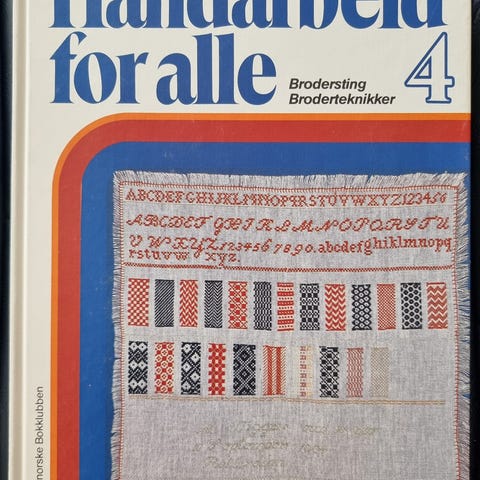 Håndarbeid
for alle
Brodersting
Broderteknikker
4
ABCDEFGHIJKLMNOPQRSTUVWXYZ123456
ABCDEFGHIJKLMNOPQRSTU
VWXYZ1234567890.abcdefghiklmnopq
rstuvwxyz.
norske Bokklubben